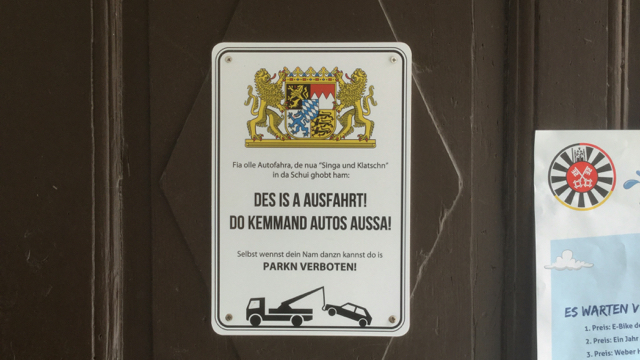 Fia olle Autofahra, de nua "Singa und Klatschn"
in da Schui ghobt ham:
DES IS A AUSFAHRT!
DO KEMMAND AUTOS AUSSA!
Selbst wennst dein Nam danzn kannst do is
PARKN VERBOTEN!
ES WARTEN V
1. Preis: E-Bike de
2. Preis: Ein Jahr
3. Preis: Weber